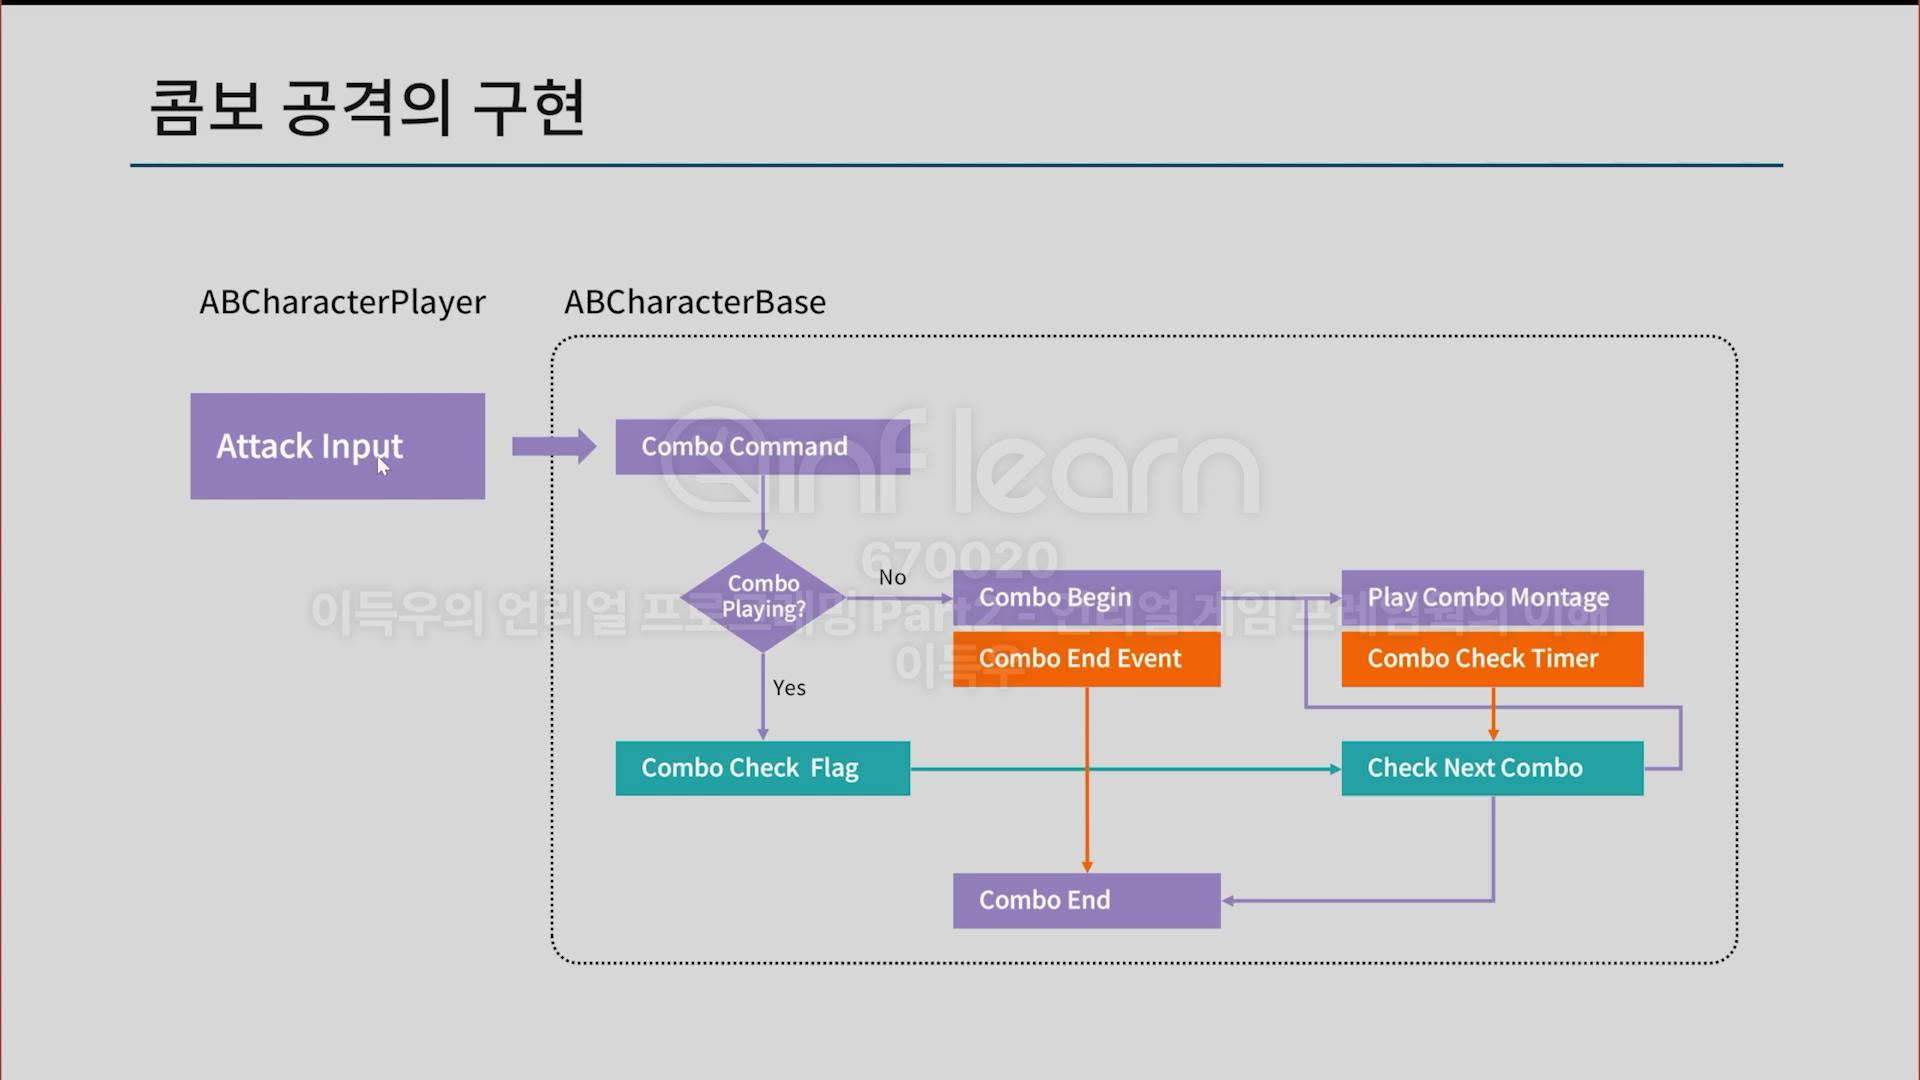 콤보 공격의 구현
ABCharacterPlayer
ABCharacterBase
Attack Input
Combo Command
inflearn
670020
Combo Playing?
No
Combo Begin
Play Combo Montage
이득우의 언리얼 프로그래밍 Part2 - 언리얼 게임 프레임웍의 이해
이득우
Combo End Event
Combo Check Timer
Yes
Combo Check Flag
Check Next Combo
Combo End